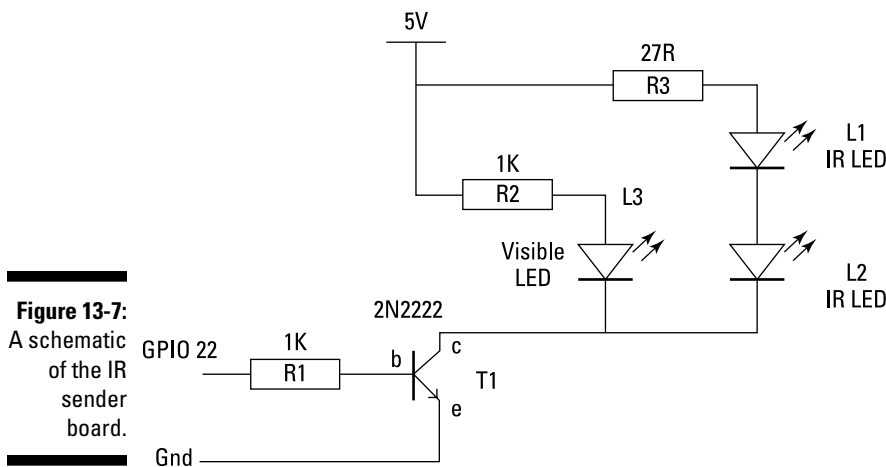 5V
27R
R3
L1
IR LED
1K
R2
L3
Visible
LED
L2
IR LED
Figure 13-7:
A schematic
of the IR
sender
board.
2N2222
GPIO 22
1K
R1
b
c
T1
e
Gnd